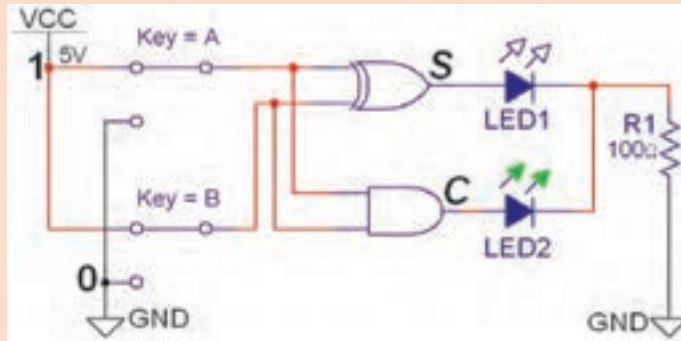 VCC
5V
1
Key = A
S
LED1
R1
100Ω
Key = B
C
LED2
0
GND
GND